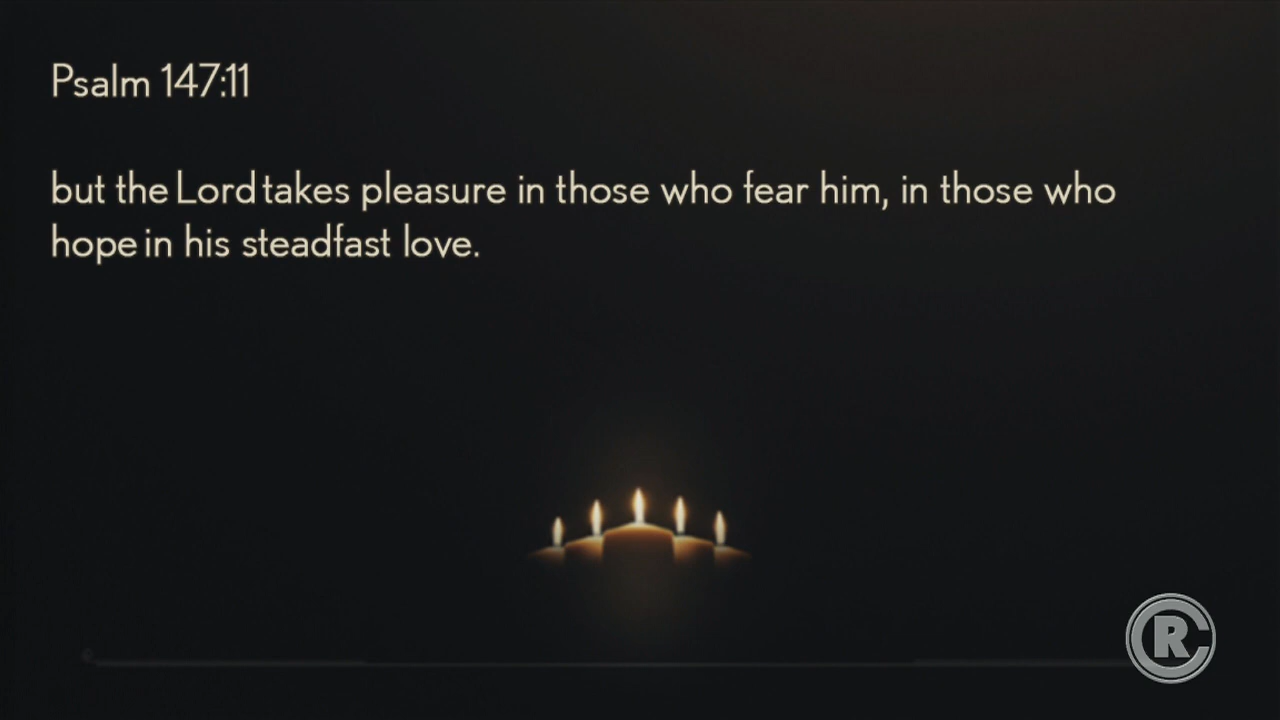 Psalm 147:11
but the Lord takes pleasure in those who fear him, in those who
hope in his steadfast love.
RC